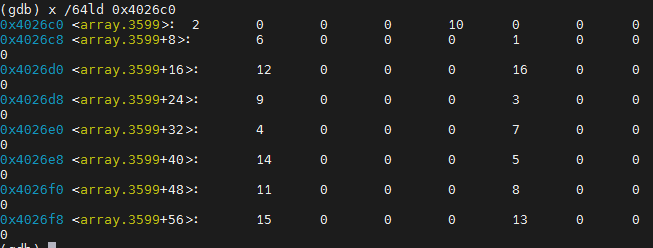 (gdb) x /64ld 0x4026c0
0x4026c0 <array.3599>: 2 0 0 0 10 0 0 0
0x4026c8 <array.3599+8>: 6 0 0 0 1 0 0
0
0x4026d0 <array.3599+16>: 12 0 0 0 16 0 0
0
0x4026d8 <array.3599+24>: 9 0 0 0 3 0 0
0
0x4026e0 <array.3599+32>: 4 0 0 0 7 0 0
0
0x4026e8 <array.3599+40>: 14 0 0 0 5 0 0
0
0x4026f0 <array.3599+48>: 11 0 0 0 8 0 0
0
0x4026f8 <array.3599+56>: 15 0 0 0 13 0 0
0
(gdb)